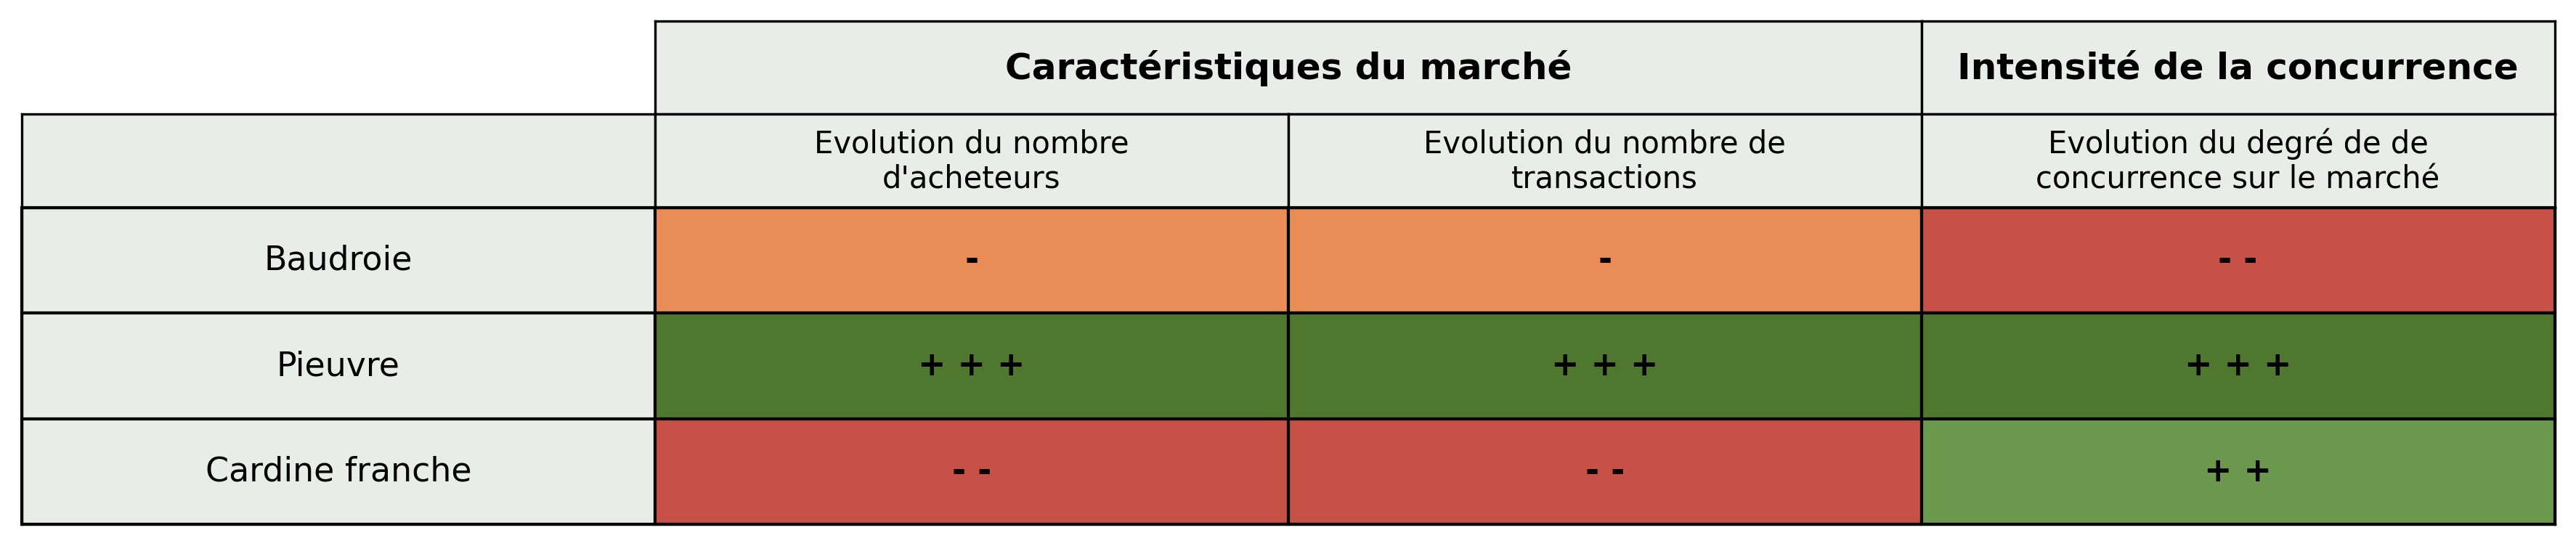 Caractéristiques du marché
Intensité de la concurrence
Evolution du nombre
d'acheteurs
Evolution du nombre de
transactions
Evolution du degré de de
concurrence sur le marché
Baudroie
-
-
- -
Pieuvre
+ + +
+ + +
+ + +
Cardine franche
- -
- -
+ +